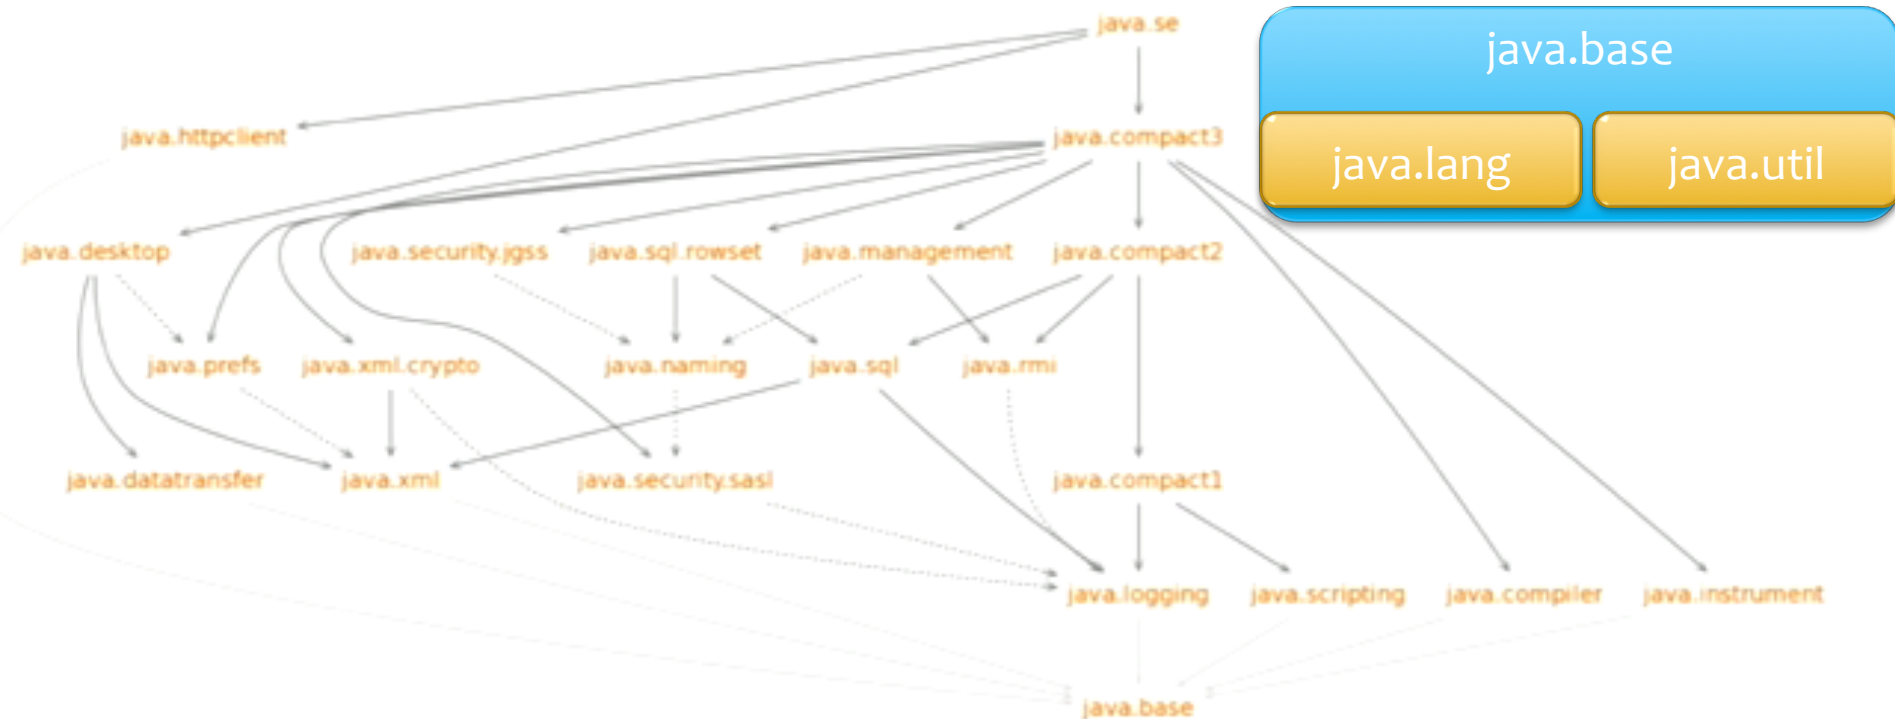 java.se
java.base
java.httpclient
java.compact3
java.lang
java.util
java.desktop
java.security.jgss
java.sql.rowset
java.management
java.compact2
java.prefs
java.xml.crypto
java.naming
java.sql
java.rmi
java.datatransfer
java.xml
java.security.sasl
java.compact1
java.logging
java.scripting
java.compiler
java.instrument
java.base